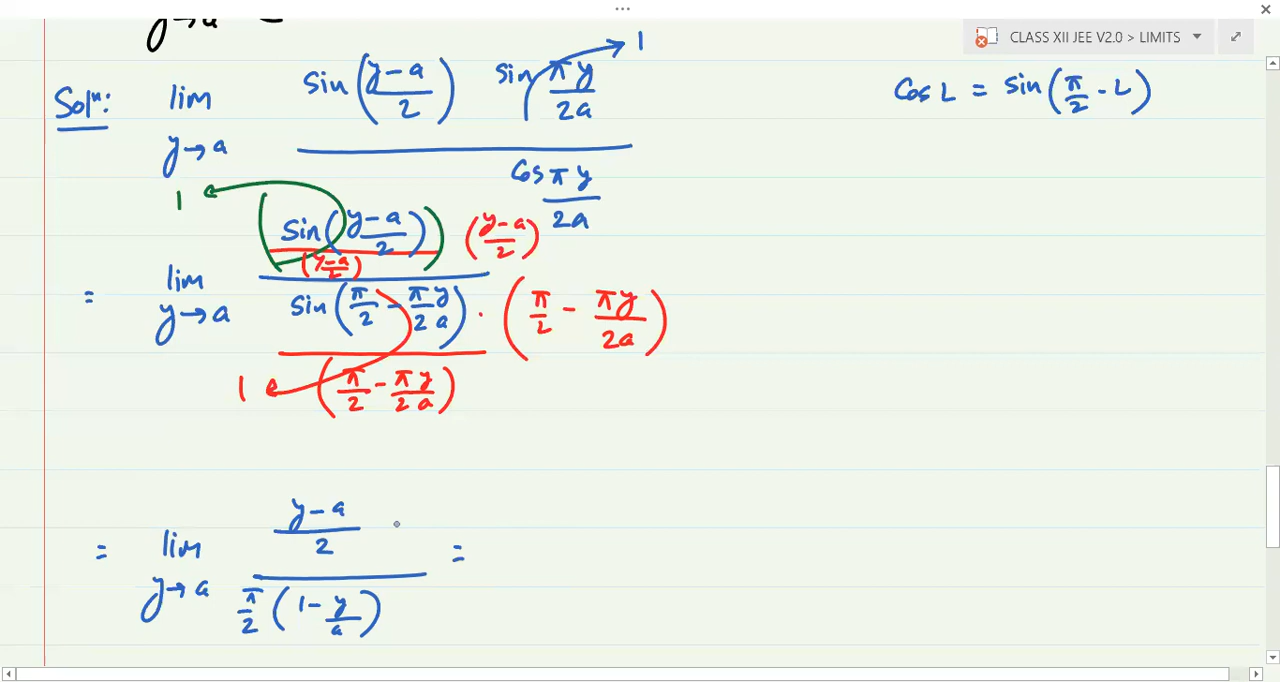 CLASS XII JEE V2.0 > LIMITS
y→a
Solⁿ: lim y→a sin((y-a)/2) sin πy/2a → 1 / Cos πy/2a
Cos L = sin(π/2 - L)
1
= lim y→a (sin((y-a)/2) / ((y-a)/2)) ((y-a)/2) / sin(π/2 - πy/2a) / (π/2 - πy/2a) · (π/2 - πy/2a)
1
= lim y→a (y-a)/2 / π/2 (1 - y/a) =